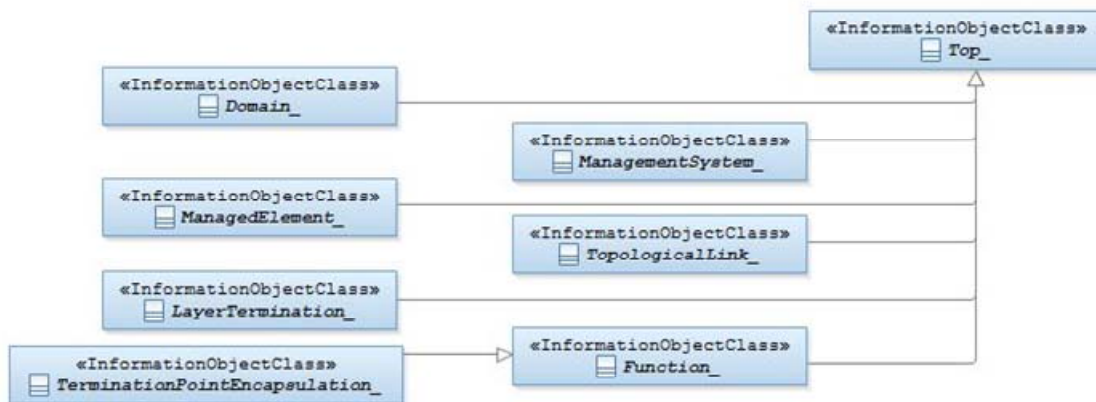 «InformationObjectClass»
Top_
«InformationObjectClass»
Domain_
«InformationObjectClass»
ManagementSystem_
«InformationObjectClass»
ManagedElement_
«InformationObjectClass»
TopologicalLink_
«InformationObjectClass»
LayerTermination_
«InformationObjectClass»
Function_
«InformationObjectClass»
TerminationPointEncapsulation_